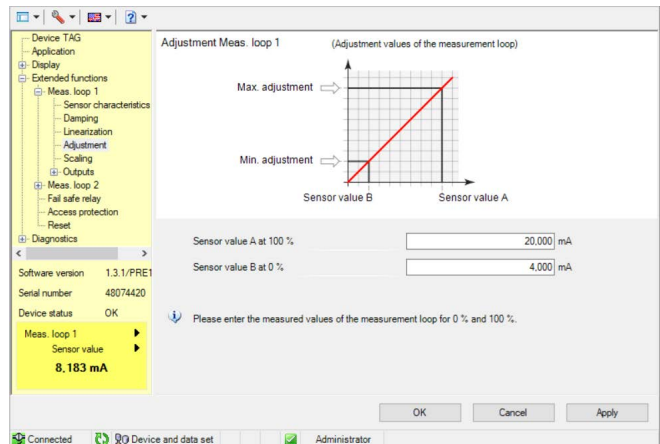 Device TAG
Application
Display
Extended functions
Meas. loop 1
Sensor characteristics
Damping
Linearization
Adjustment
Scaling
Outputs
Meas. loop 2
Fail safe relay
Access protection
Reset
Diagnostics
Software version 1.3.1/PRE1
Serial number 48074420
Device status OK
Meas. loop 1
Sensor value
8,183 mA
Adjustment Meas. loop 1 (Adjustment values of the measurement loop)
Max. adjustment
Min. adjustment
Sensor value B Sensor value A
Sensor value A at 100 % 20,000 mA
Sensor value B at 0 % 4,000 mA
Please enter the measured values of the measurement loop for 0 % and 100 %.
OK Cancel Apply
Connected Device and data set Administrator